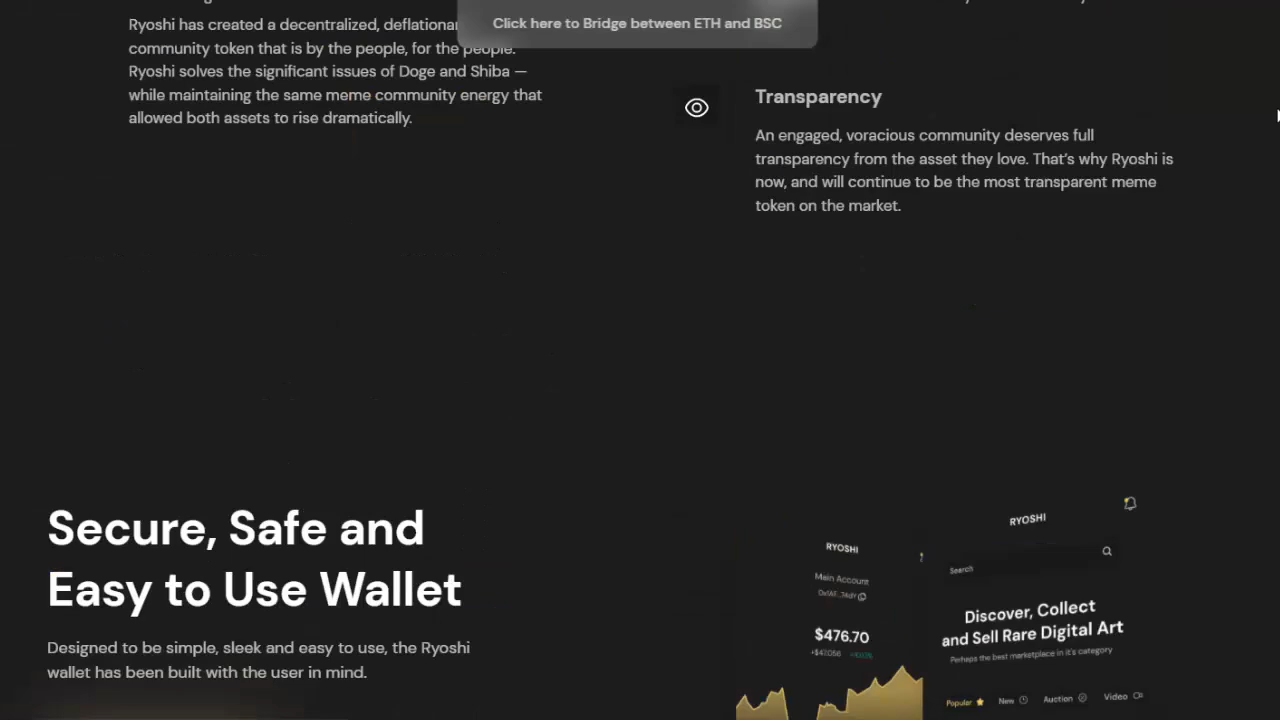 Click here to Bridge between ETH and BSC
Ryoshi has created a decentralized, deflationar
community token that is by the people, for the people.
Ryoshi solves the significant issues of Doge and Shiba —
while maintaining the same meme community energy that
allowed both assets to rise dramatically.
Transparency
An engaged, voracious community deserves full
transparency from the asset they love. That's why Ryoshi is
now, and will continue to be the most transparent meme
token on the market.
Secure, Safe and
Easy to Use Wallet
Designed to be simple, sleek and easy to use, the Ryoshi
wallet has been built with the user in mind.
RYOSHI
Main Account
$476.70
RYOSHI
Search
Discover, Collect
and Sell Rare Digital Art
Perhaps the best marketplace in it's category
Popular
New
Auction
Video